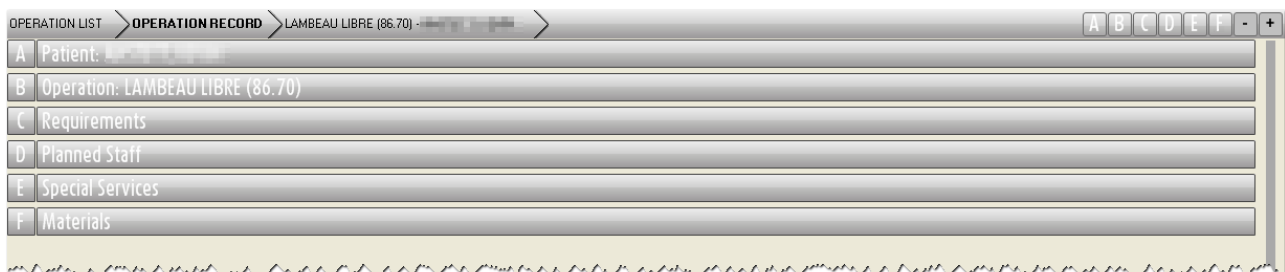 OPERATION LIST OPERATION RECORD LAMBEAU LIBRE (86.70) - A B C D E F - +
A Patient:
B Operation: LAMBEAU LIBRE (86.70)
C Requirements
D Planned Staff
E Special Services
F Materials